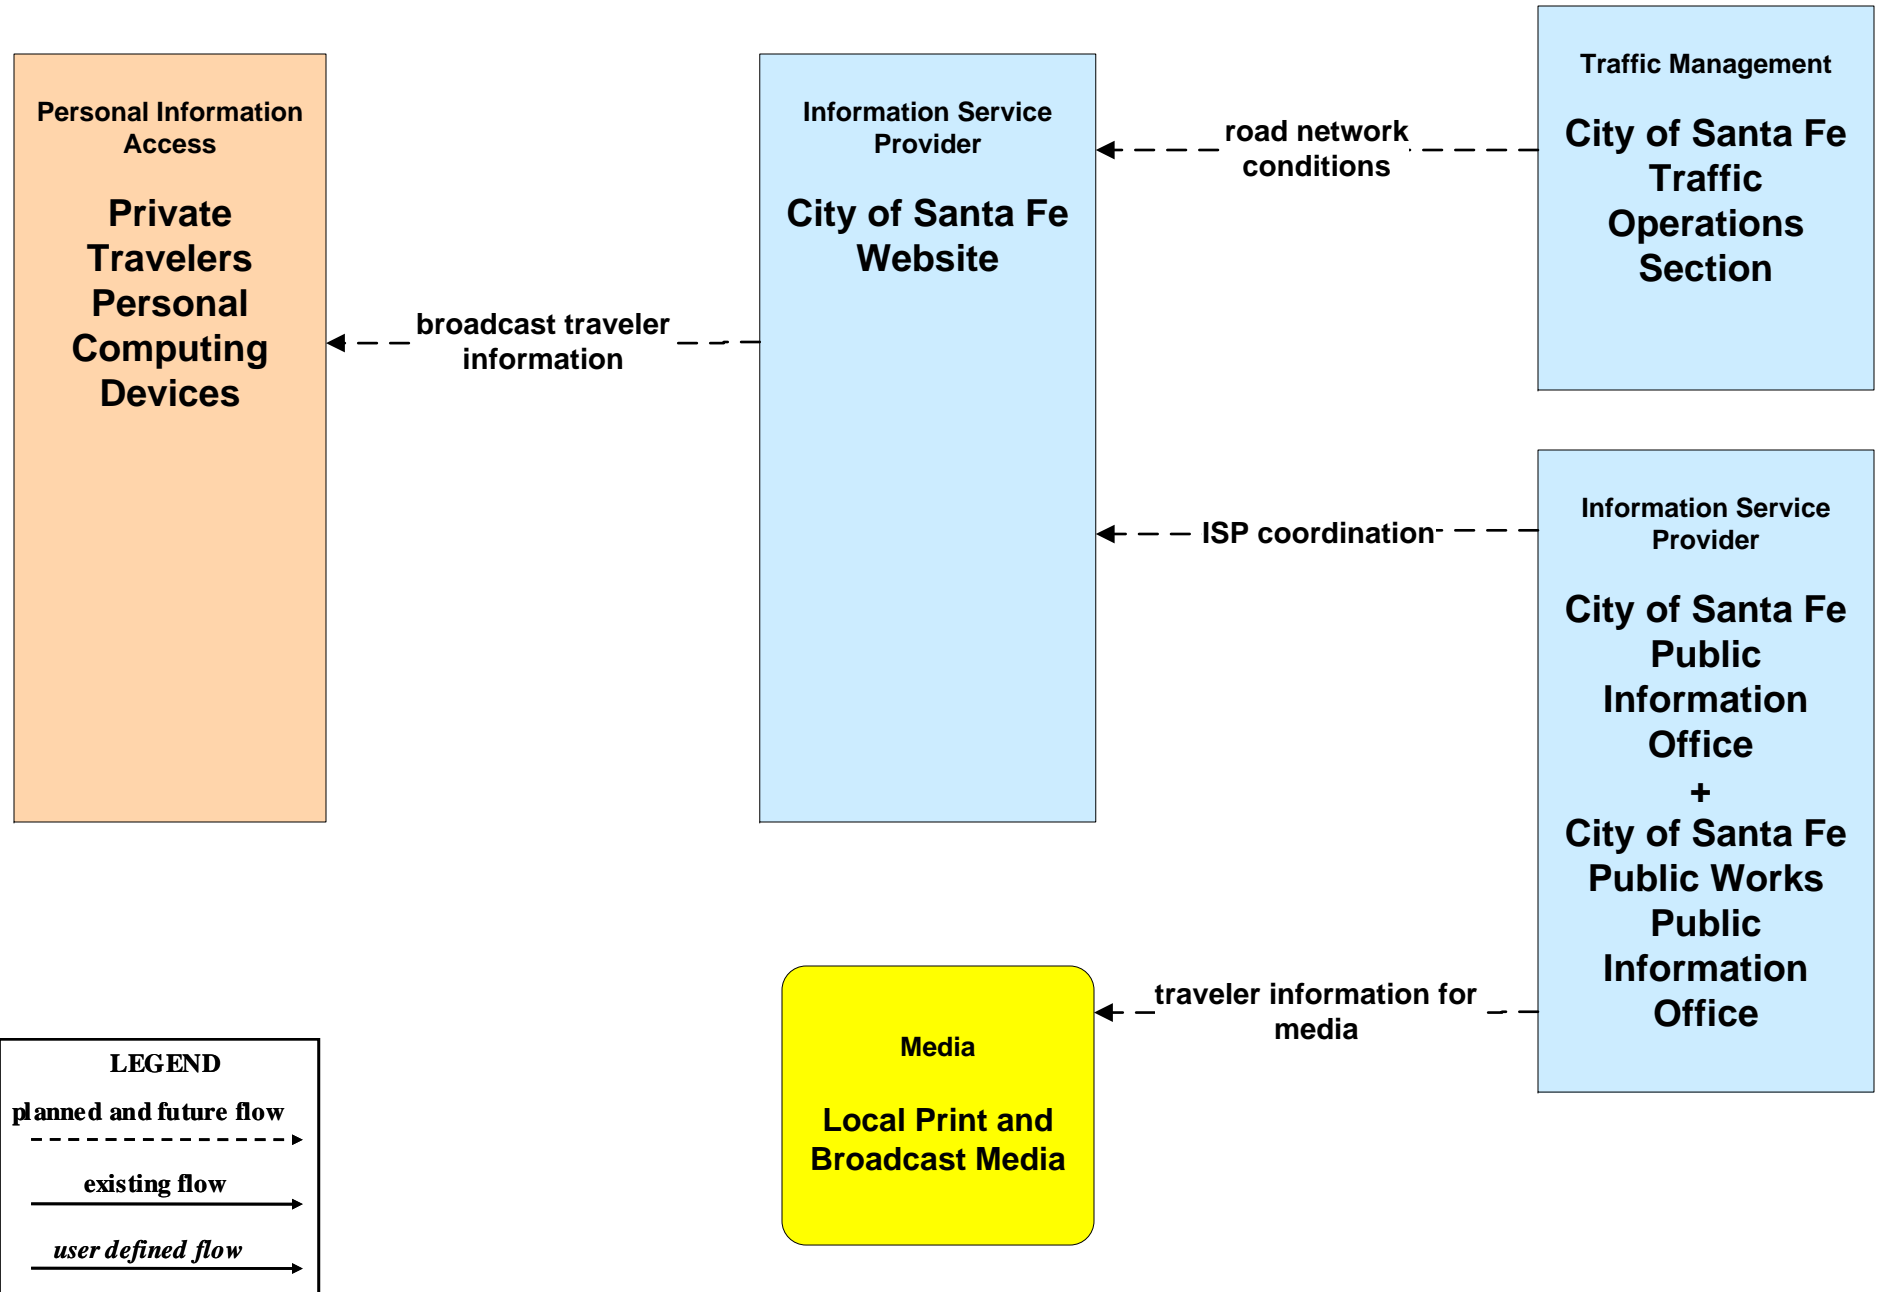 Personal Information
Access
Private
Travelers
Personal
Computing
Devices
broadcast traveler
information
Information Service
Provider
City of Santa Fe
Website
road network
conditions
Traffic Management
City of Santa Fe
Traffic
Operations
Section
ISP coordination
Information Service
Provider
City of Santa Fe
Public
Information
Office
+
City of Santa Fe
Public Works
Public
Information
Office
traveler information for
media
Media
Local Print and
Broadcast Media
LEGEND
planned and future flow
existing flow
user defined flow